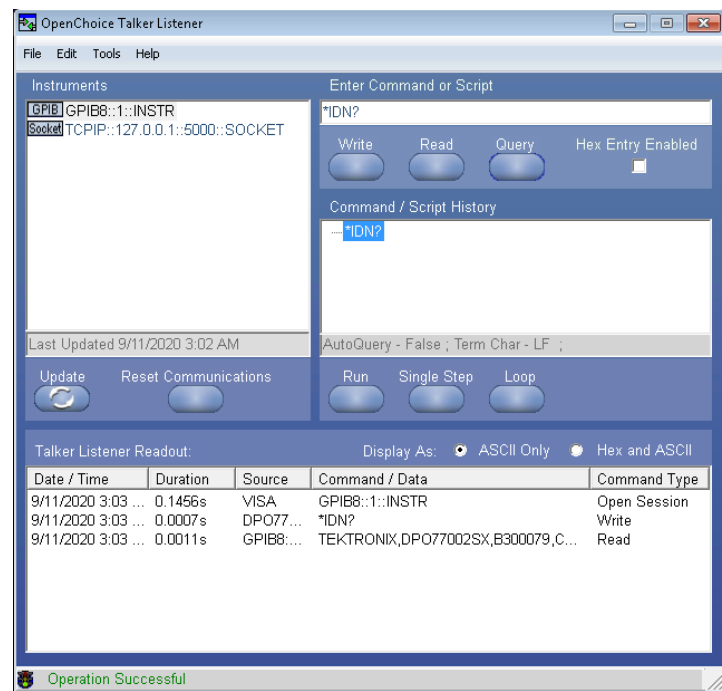 OpenChoice Talker Listener
File Edit Tools Help
Instruments
GPIB GPIB8::1::INSTR
Socket TCPIP::127.0.0.1::5000::SOCKET
Last Updated 9/11/2020 3:02 AM
Update Reset Communications
Enter Command or Script
*IDN?
Write Read Query Hex Entry Enabled
Command / Script History
*IDN?
AutoQuery - False ; Term Char - LF ;
Run Single Step Loop
Talker Listener Readout: Display As: ASCII Only Hex and ASCII
Date / Time Duration Source Command / Data Command Type
9/11/2020 3:03 ... 0.1456s VISA GPIB8::1::INSTR Open Session
9/11/2020 3:03 ... 0.0007s DPO77... *IDN? Write
9/11/2020 3:03 ... 0.0011s GPIB8:... TEKTRONIX,DPO77002SX,B300079,C... Read
Operation Successful